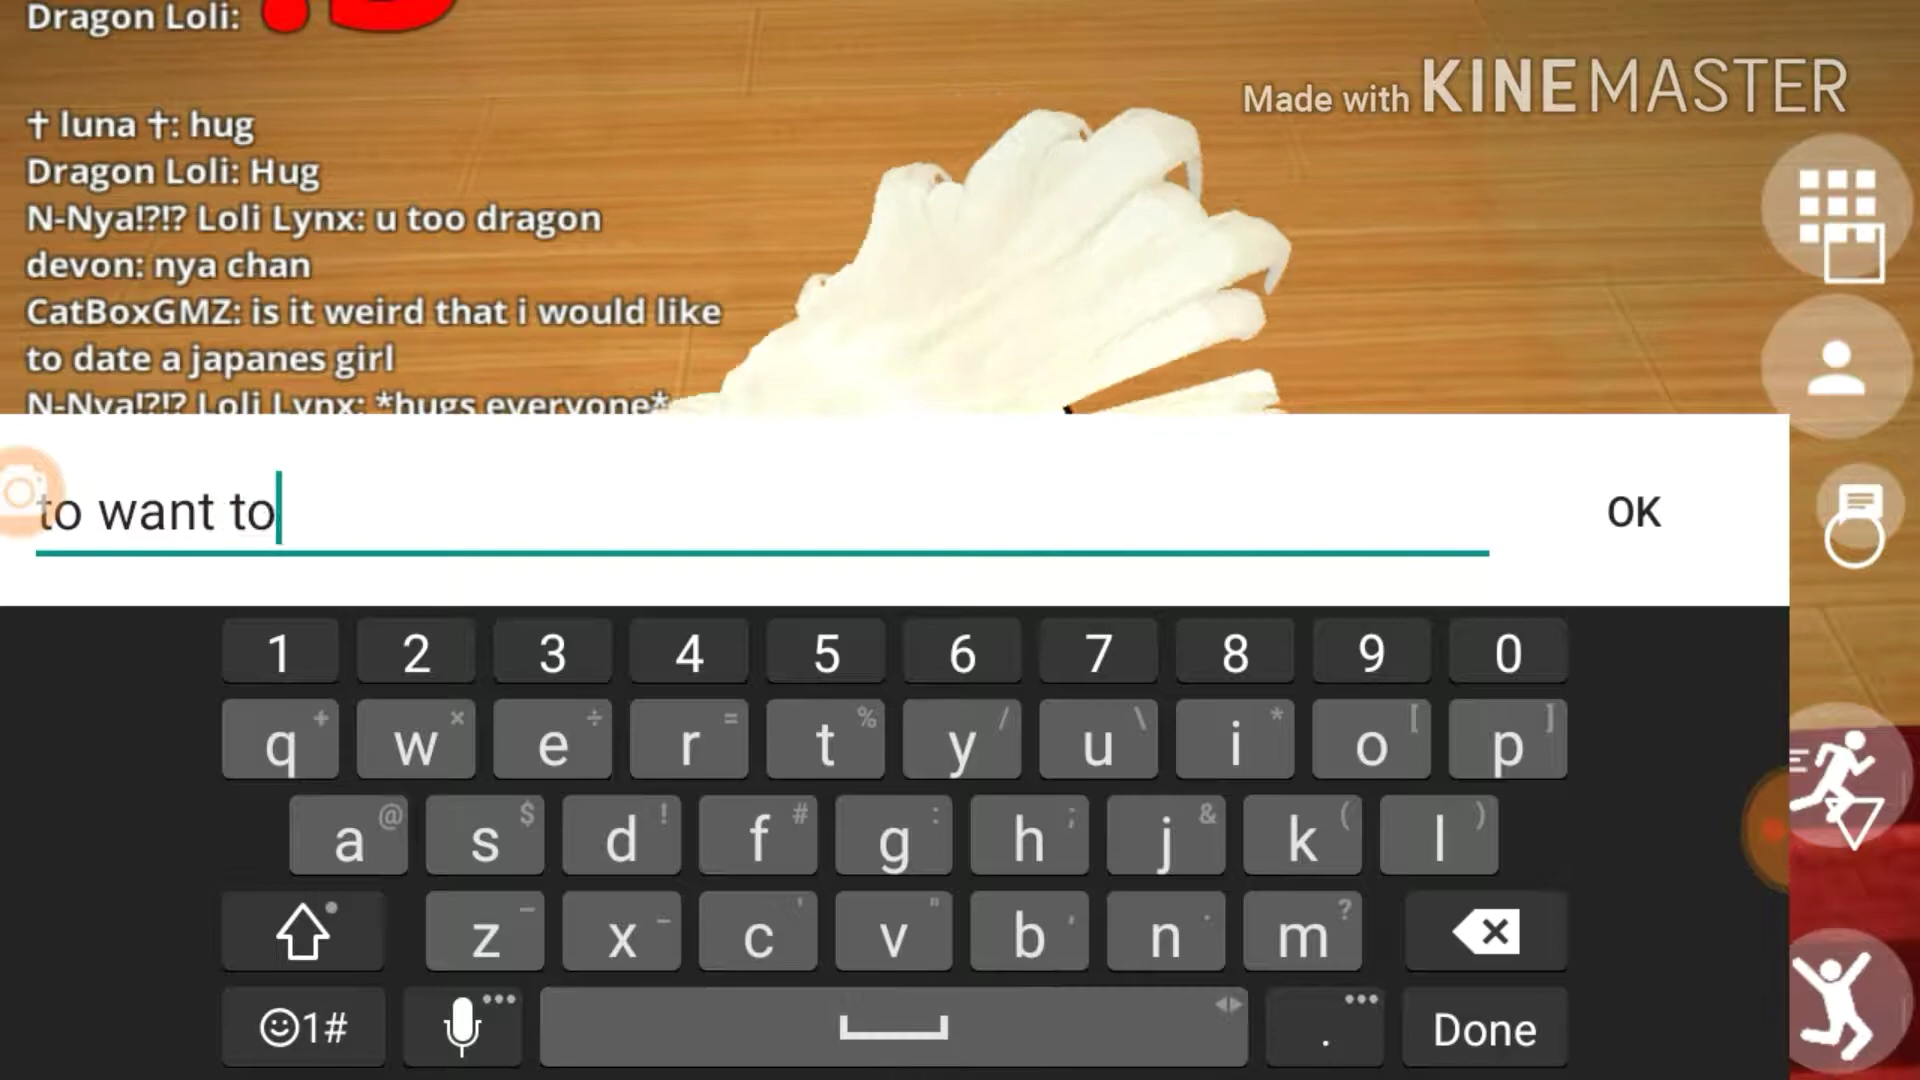 Dragon Loli:
Made with KINEMASTER
✝ luna ✝: hug
Dragon Loli: Hug
N-Nya!?!? Loli Lynx: u too dragon
devon: nya chan
CatBoxGMZ: is it weird that i would like
to date a japanes girl
N-Nya!?!? Loli Lynx: *hugs everyone*
to want to
OK
1 2 3 4 5 6 7 8 9 0
q + w × e ÷ r = t % y / u \ i * o [ p ]
a @ s $ d ! f # g : h ; j & k ( l )
z - x _ c ' v " b , n . m ?
1# . Done